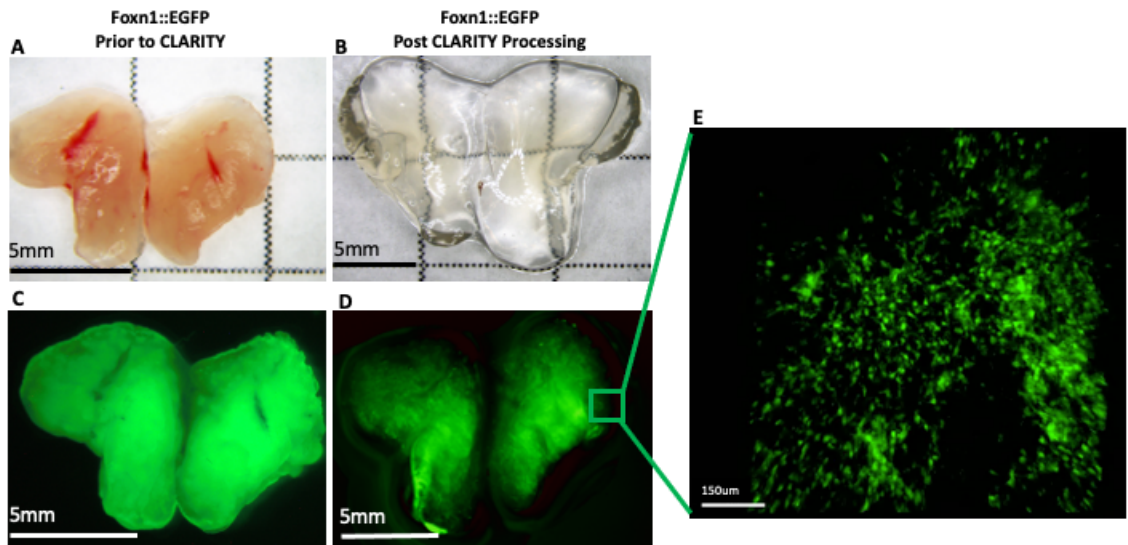 Foxn1::EGFP
Prior to CLARITY
Foxn1::EGFP
Post CLARITY Processing
A
B
5mm
5mm
E
C
D
5mm
5mm
150um